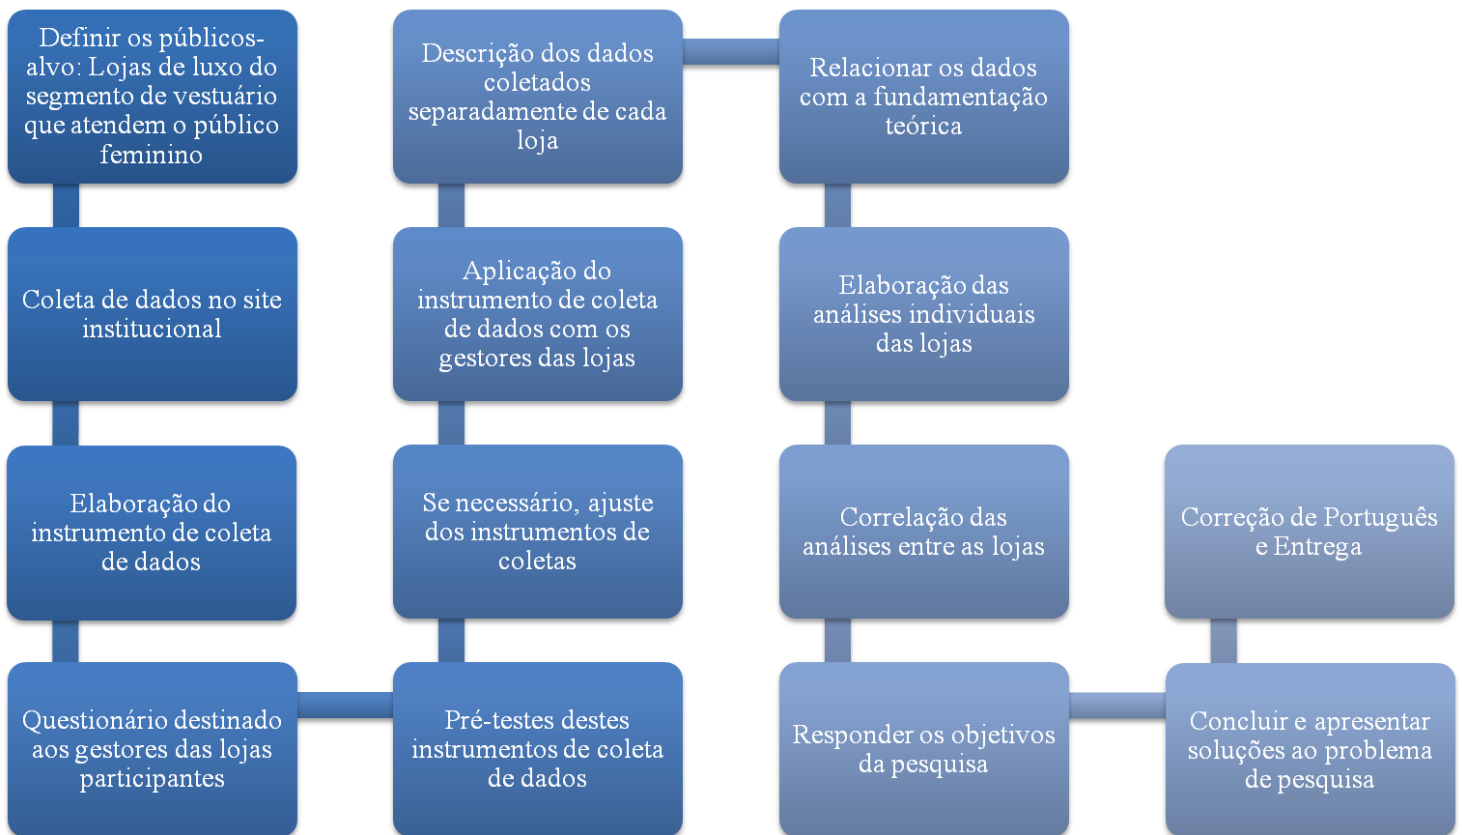 Definir os públicos-
alvo: Lojas de luxo do
segmento de vestuário
que atendem o público
feminino
Coleta de dados no site
institucional
Elaboração do
instrumento de coleta
de dados
Questionário destinado
aos gestores das lojas
participantes
Pré-testes destes
instrumentos de coleta
de dados
Se necessário, ajuste
dos instrumentos de
coletas
Aplicação do
instrumento de coleta
de dados com os
gestores das lojas
Descrição dos dados
coletados
separadamente de cada
loja
Relacionar os dados
com a fundamentação
teórica
Elaboração das
análises individuais
das lojas
Correlação das
análises entre as lojas
Responder os objetivos
da pesquisa
Concluir e apresentar
soluções ao problema
de pesquisa
Correção de Português
e Entrega